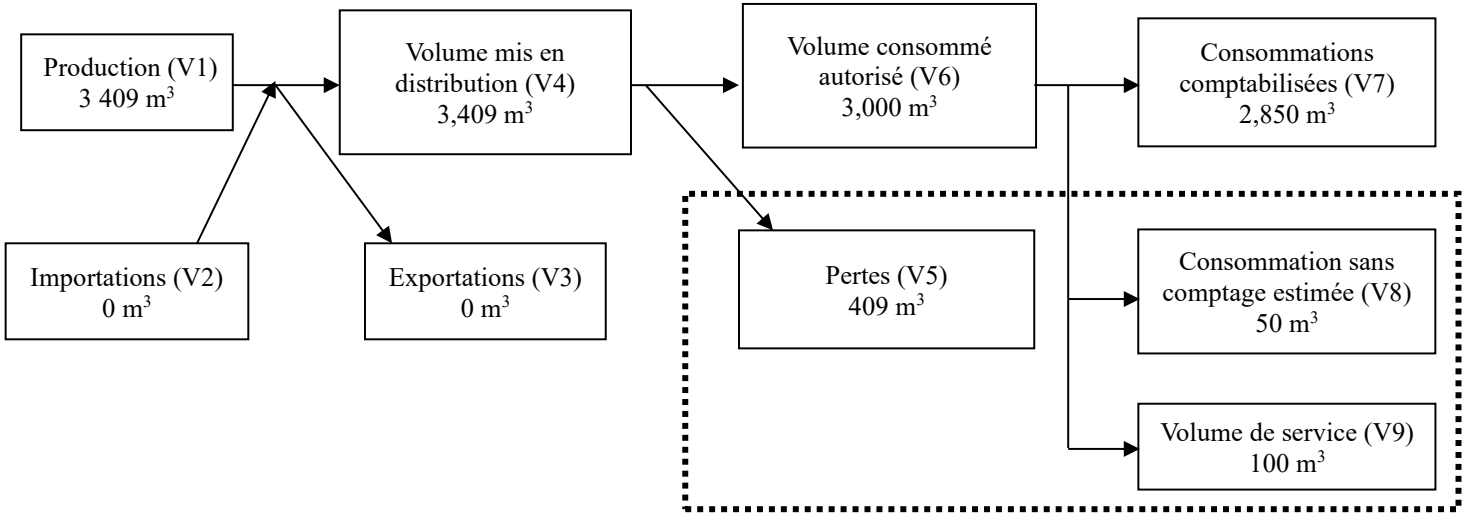 Production (V1)
3 409 m³
Volume mis en
distribution (V4)
3,409 m³
Volume consommé
autorisé (V6)
3,000 m³
Consommations
comptabilisées (V7)
2,850 m³
Importations (V2)
0 m³
Exportations (V3)
0 m³
Pertes (V5)
409 m³
Consommation sans
comptage estimée (V8)
50 m³
Volume de service (V9)
100 m³